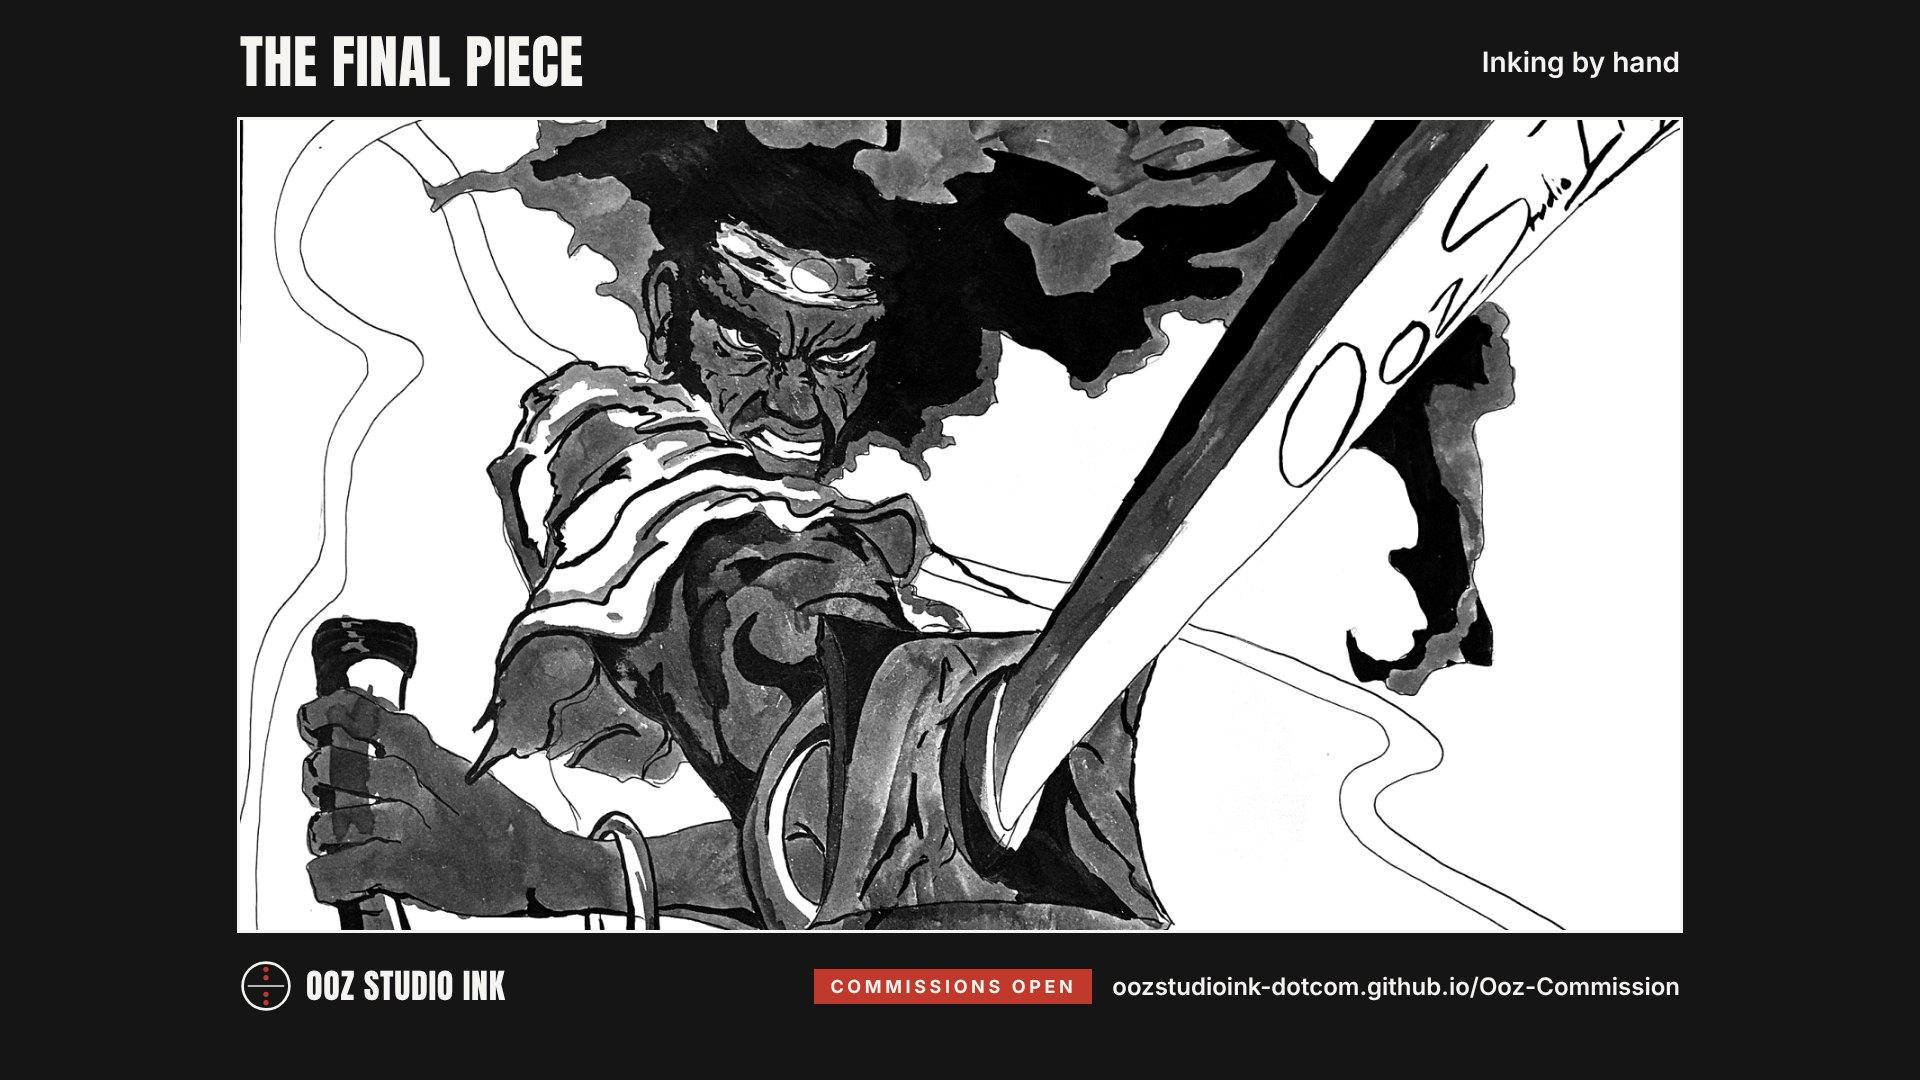 THE FINAL PIECE
Inking by hand
Ooz Studio
OOZ STUDIO INK
COMMISSIONS OPEN
oozstudioink-dotcom.github.io/Ooz-Commission